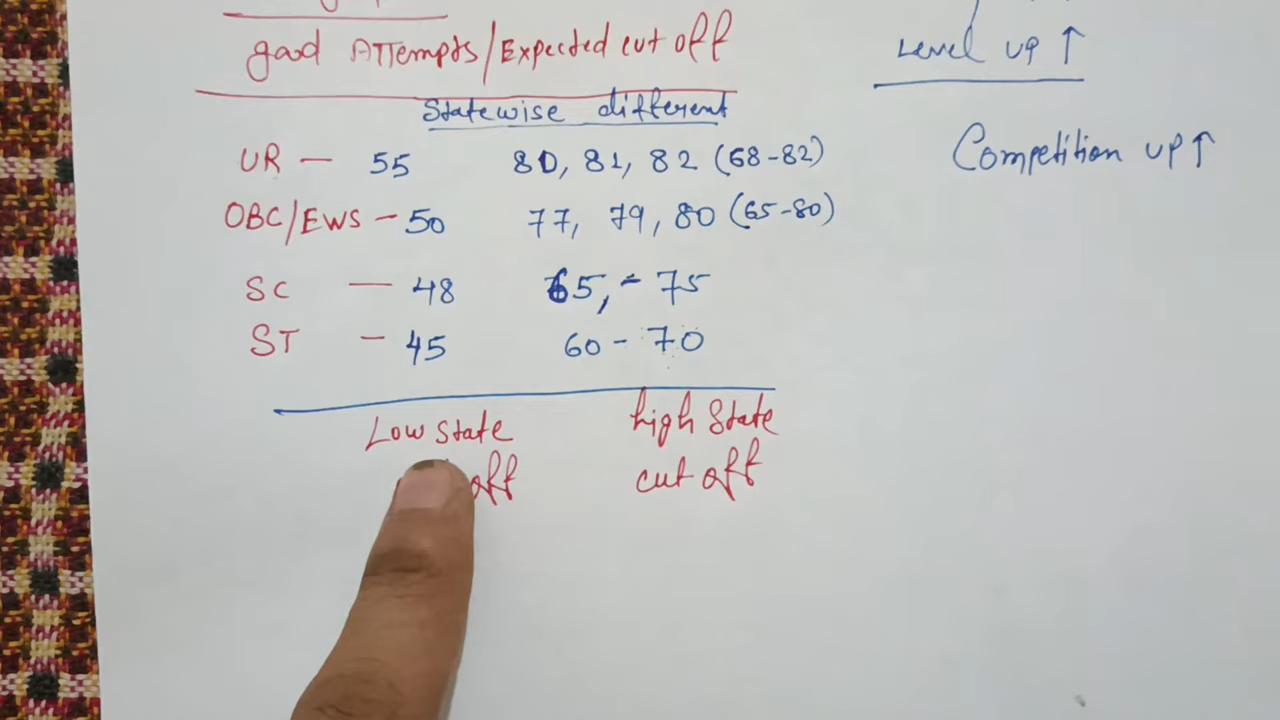 good Attempts/Expected cut off
Level up ↑
Statewise different
UR — 55 80, 81, 82 (68-82)
Competition up ↑
OBC/EWS - 50 77, 79, 80 (65-80)
SC — 48 65, - 75
ST - 45 60 - 70
Low state high State
off cut off